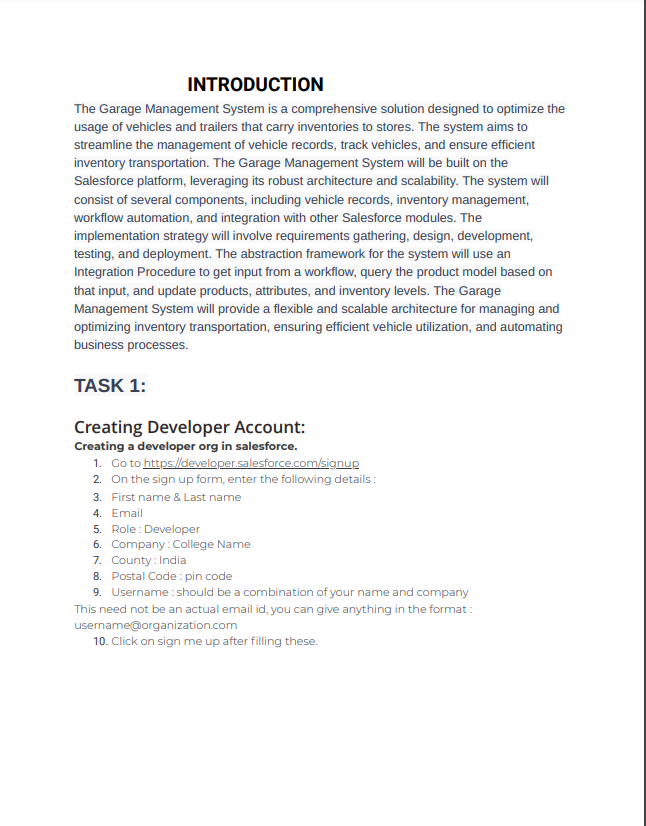 INTRODUCTION
The Garage Management System is a comprehensive solution designed to optimize the
usage of vehicles and trailers that carry inventories to stores. The system aims to
streamline the management of vehicle records, track vehicles, and ensure efficient
inventory transportation. The Garage Management System will be built on the
Salesforce platform, leveraging its robust architecture and scalability. The system will
consist of several components, including vehicle records, inventory management,
workflow automation, and integration with other Salesforce modules. The
implementation strategy will involve requirements gathering, design, development,
testing, and deployment. The abstraction framework for the system will use an
Integration Procedure to get input from a workflow, query the product model based on
that input, and update products, attributes, and inventory levels. The Garage
Management System will provide a flexible and scalable architecture for managing and
optimizing inventory transportation, ensuring efficient vehicle utilization, and automating
business processes.
TASK 1:
Creating Developer Account:
Creating a developer org in salesforce.
1. Go to https://developer.salesforce.com/signup
2. On the sign up form, enter the following details :
3. First name & Last name
4. Email
5. Role : Developer
6. Company : College Name
7. County : India
8. Postal Code : pin code
9. Username : should be a combination of your name and company
This need not be an actual email id, you can give anything in the format :
username@organization.com
10. Click on sign me up after filling these.